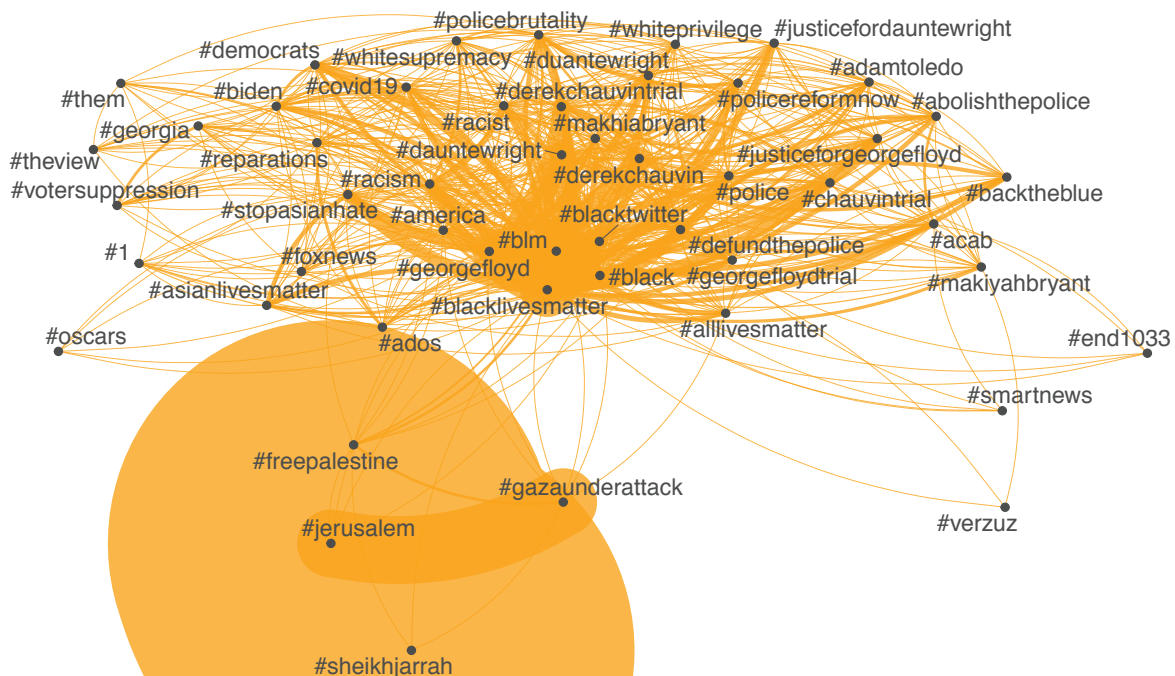 #policebrutality
#whiteprivilege
#justicefordauntewright
#democrats
#whitesupremacy
#duantewright
#adamtoledo
#them
#biden
#covid19
#derekchauvintrial
#policereformnow
#abolishthepolice
#georgia
#racist
#makhiabryant
#theview
#reparations
#dauntewright
#justiceforgeorgefloyd
#votersuppression
#racism
#derekchauvin
#police
#backtheblue
#stopasianhate
#america
#blacktwitter
#chauvintrial
#1
#foxnews
#blm
#defundthepolice
#acab
#georgefloyd
#black
#georgefloydtrial
#makiyahbryant
#asianlivesmatter
#blacklivesmatter
#oscars
#ados
#alllivesmatter
#end1033
#smartnews
#freepalestine
#gazaunderattack
#jerusalem
#verzuz
#sheikhjarrah